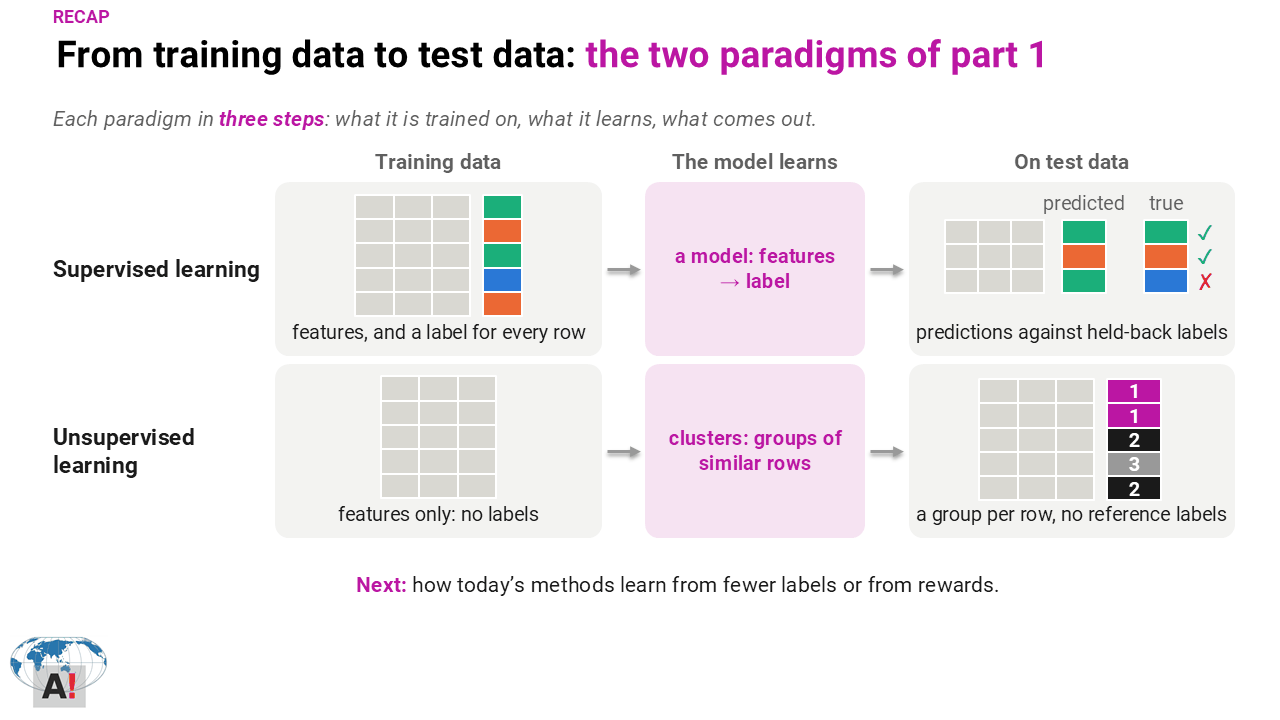 RECAP
From training data to test data: the two paradigms of part 1
Each paradigm in three steps: what it is trained on, what it learns, what comes out.
Training data
The model learns
On test data
Supervised learning
features, and a label for every row
a model: features
→ label
predicted true
✓
✓
✗
predictions against held-back labels
Unsupervised
learning
features only: no labels
clusters: groups of
similar rows
1
1
2
3
2
a group per row, no reference labels
Next: how today's methods learn from fewer labels or from rewards.
A!